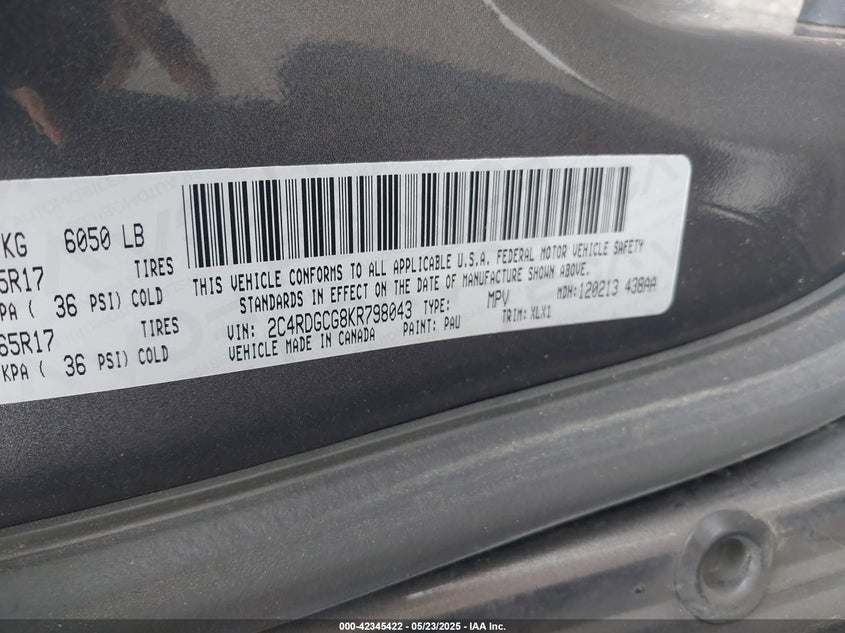 KG 6050 LB
5R17 TIRES
KPA ( 36 PSI) COLD
65R17 TIRES
KPA ( 36 PSI) COLD
THIS VEHICLE CONFORMS TO ALL APPLICABLE U.S.A. FEDERAL MOTOR VEHICLE SAFETY
STANDARDS IN EFFECT ON THE DATE OF MANUFACTURE SHOWN ABOVE.
VIN: 2C4RDGCG8KR798043 TYPE: MPV MDH:120213 438AA
VEHICLE MADE IN CANADA PAINT: PAU TRIM: XLX1
000-42345422 - 05/23/2025 - IAA Inc.